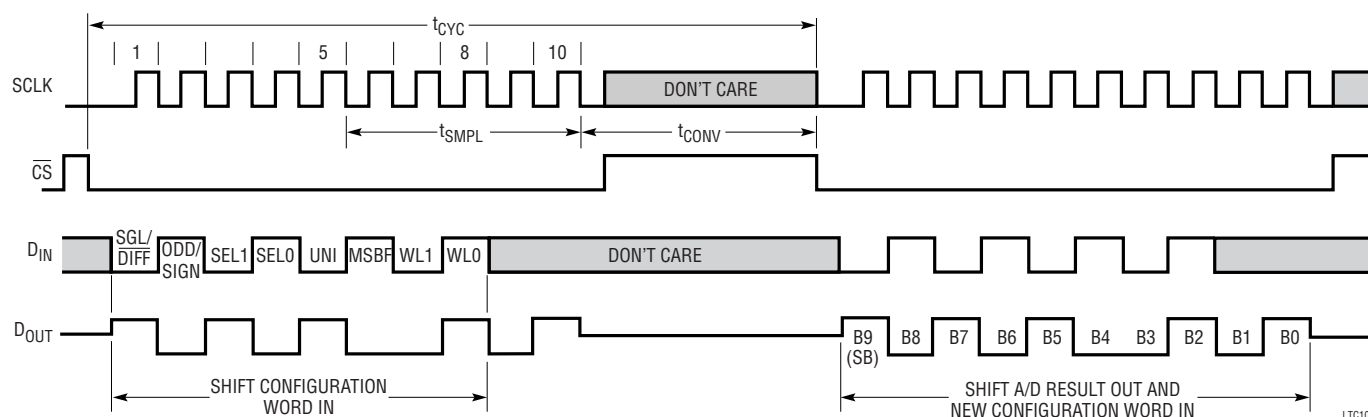 tCYC
1 5 8 10
SCLK DON'T CARE
tSMPL tCONV
CS
DIN SGL/DIFF ODD/SIGN SEL1 SEL0 UNI MSBF WL1 WL0 DON'T CARE
DOUT B9 (SB) B8 B7 B6 B5 B4 B3 B2 B1 B0
SHIFT CONFIGURATION
WORD IN
SHIFT A/D RESULT OUT AND
NEW CONFIGURATION WORD IN